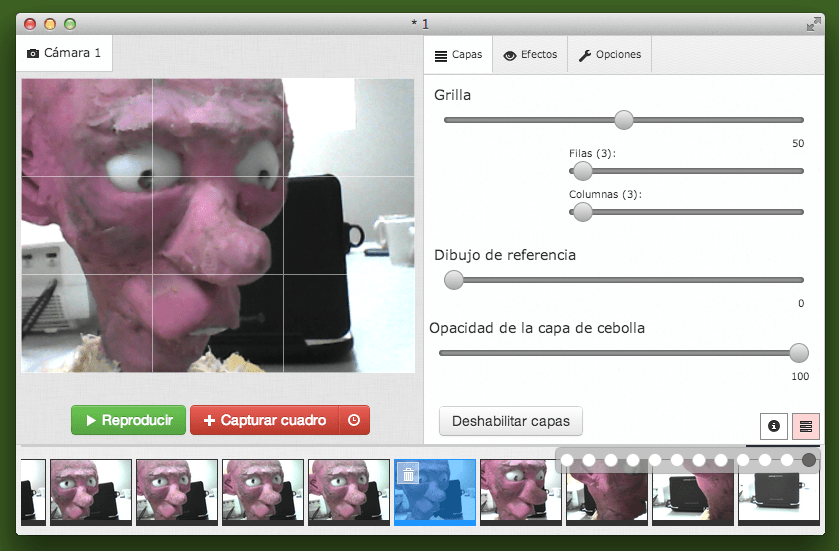 * 1
Cámara 1
Capas
Efectos
Opciones
Grilla
50
Filas (3):
Columnas (3):
Dibujo de referencia
0
Opacidad de la capa de cebolla
100
Reproducir
Capturar cuadro
Deshabilitar capas